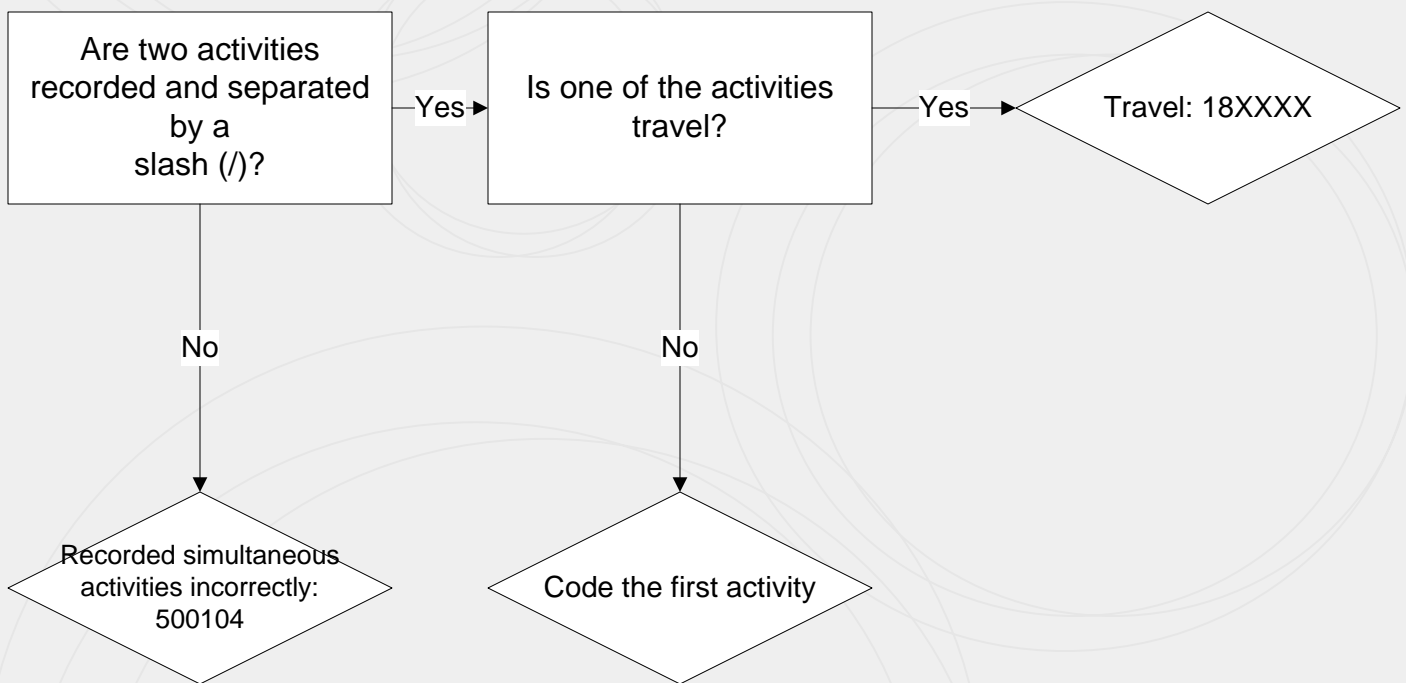 Are two activities
recorded and separated
by a
slash (/)?
Yes
Is one of the activities
travel?
Yes
Travel: 18XXXX
No
No
Recorded simultaneous
activities incorrectly:
500104
Code the first activity